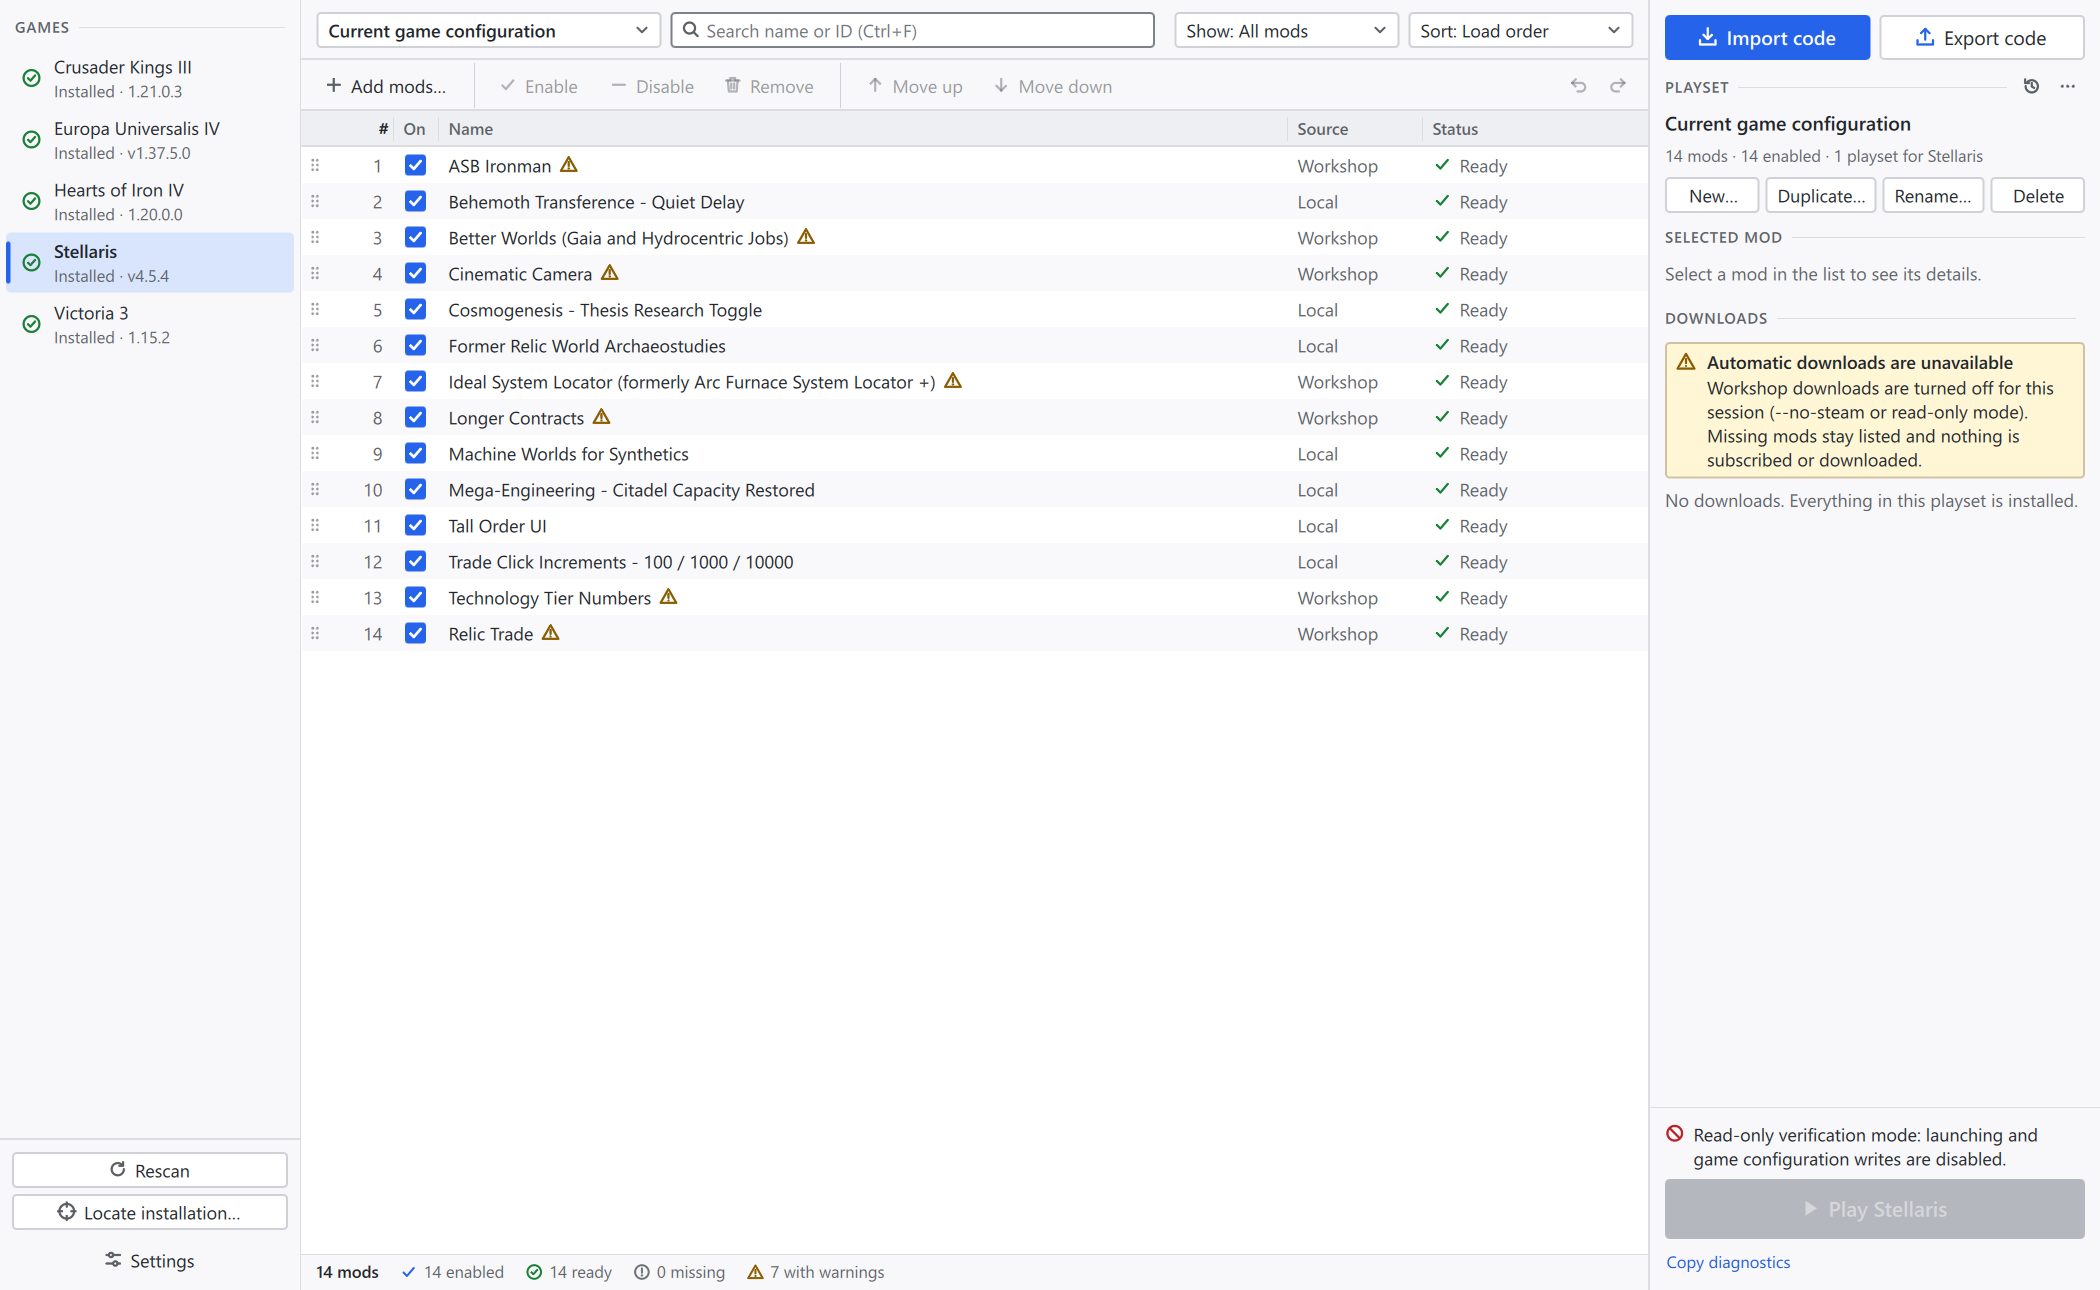 GAMES
Crusader Kings III
Installed · 1.21.0.3
Europa Universalis IV
Installed · v1.37.5.0
Hearts of Iron IV
Installed · 1.20.0.0
Stellaris
Installed · v4.5.4
Victoria 3
Installed · 1.15.2
Rescan
Locate installation...
Settings
Current game configuration
Search name or ID (Ctrl+F)
Show: All mods
Sort: Load order
Add mods...
Enable
Disable
Remove
Move up
Move down
# On Name Source Status
1 ASB Ironman Workshop Ready
2 Behemoth Transference - Quiet Delay Local Ready
3 Better Worlds (Gaia and Hydrocentric Jobs) Workshop Ready
4 Cinematic Camera Workshop Ready
5 Cosmogenesis - Thesis Research Toggle Local Ready
6 Former Relic World Archaeostudies Local Ready
7 Ideal System Locator (formerly Arc Furnace System Locator +) Workshop Ready
8 Longer Contracts Workshop Ready
9 Machine Worlds for Synthetics Local Ready
10 Mega-Engineering - Citadel Capacity Restored Local Ready
11 Tall Order UI Local Ready
12 Trade Click Increments - 100 / 1000 / 10000 Local Ready
13 Technology Tier Numbers Workshop Ready
14 Relic Trade Workshop Ready
14 mods 14 enabled 14 ready 0 missing 7 with warnings
Import code
Export code
PLAYSET
Current game configuration
14 mods · 14 enabled · 1 playset for Stellaris
New...
Duplicate...
Rename...
Delete
SELECTED MOD
Select a mod in the list to see its details.
DOWNLOADS
Automatic downloads are unavailable
Workshop downloads are turned off for this
session (--no-steam or read-only mode).
Missing mods stay listed and nothing is
subscribed or downloaded.
No downloads. Everything in this playset is installed.
Read-only verification mode: launching and
game configuration writes are disabled.
Play Stellaris
Copy diagnostics